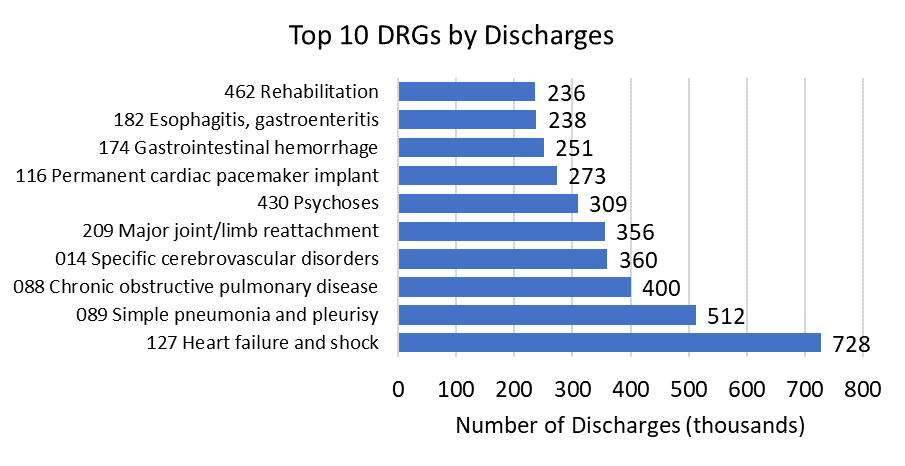 Top 10 DRGs by Discharges
462 Rehabilitation 236
182 Esophagitis, gastroenteritis 238
174 Gastrointestinal hemorrhage 251
116 Permanent cardiac pacemaker implant 273
430 Psychoses 309
209 Major joint/limb reattachment 356
014 Specific cerebrovascular disorders 360
088 Chronic obstructive pulmonary disease 400
089 Simple pneumonia and pleurisy 512
127 Heart failure and shock 728
0 100 200 300 400 500 600 700 800
Number of Discharges (thousands)